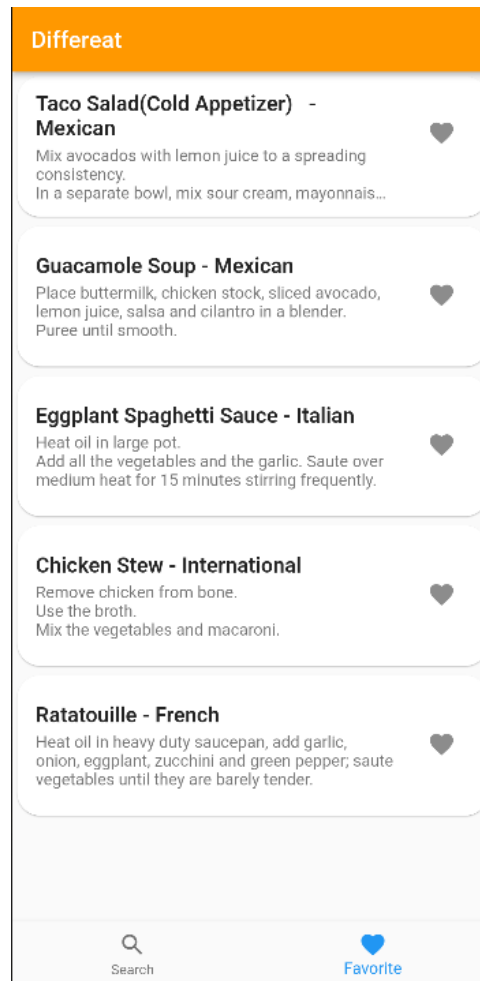 Differeat
Taco Salad(Cold Appetizer)   -
Mexican
Mix avocados with lemon juice to a spreading
consistency.
In a separate bowl, mix sour cream, mayonnais...
Guacamole Soup - Mexican
Place buttermilk, chicken stock, sliced avocado,
lemon juice, salsa and cilantro in a blender.
Puree until smooth.
Eggplant Spaghetti Sauce - Italian
Heat oil in large pot.
Add all the vegetables and the garlic. Saute over
medium heat for 15 minutes stirring frequently.
Chicken Stew - International
Remove chicken from bone.
Use the broth.
Mix the vegetables and macaroni.
Ratatouille - French
Heat oil in heavy duty saucepan, add garlic,
onion, eggplant, zucchini and green pepper; saute
vegetables until they are barely tender.
Search
Favorite